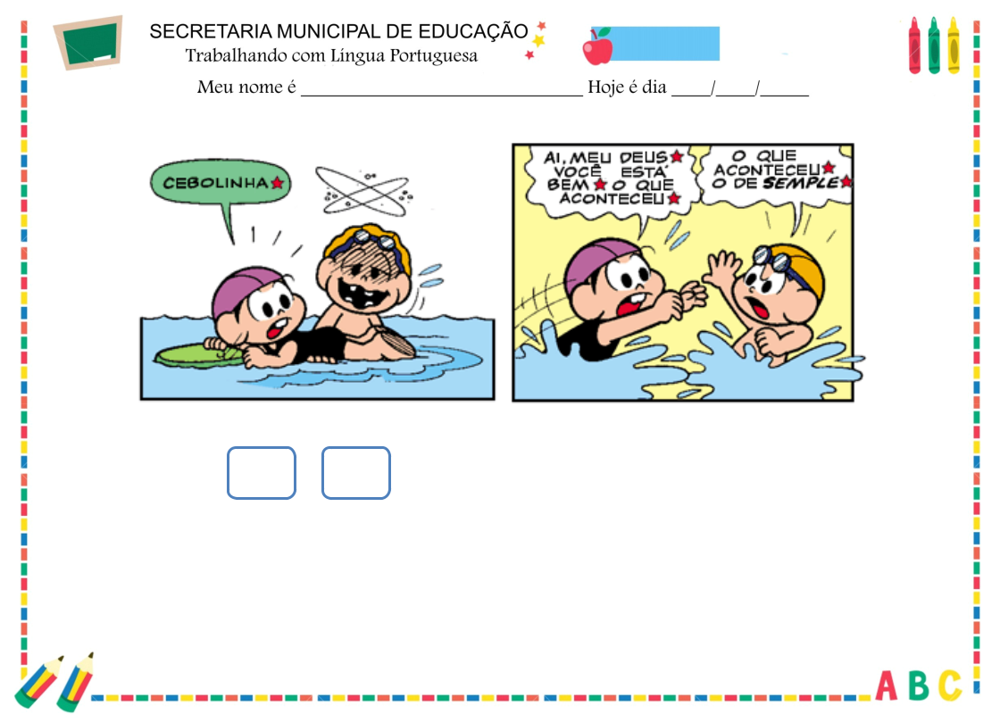 SECRETARIA MUNICIPAL DE EDUCAÇÃO
Trabalhando com Língua Portuguesa
Meu nome é ______________________________ Hoje é dia ____/____/_____
CEBOLINHA★
AI, MEU DEUS★
VOCÊ ESTÁ
BEM★ O QUE
ACONTECEU★
O QUE
ACONTECEU★
O DE SEMPLE★
A B C